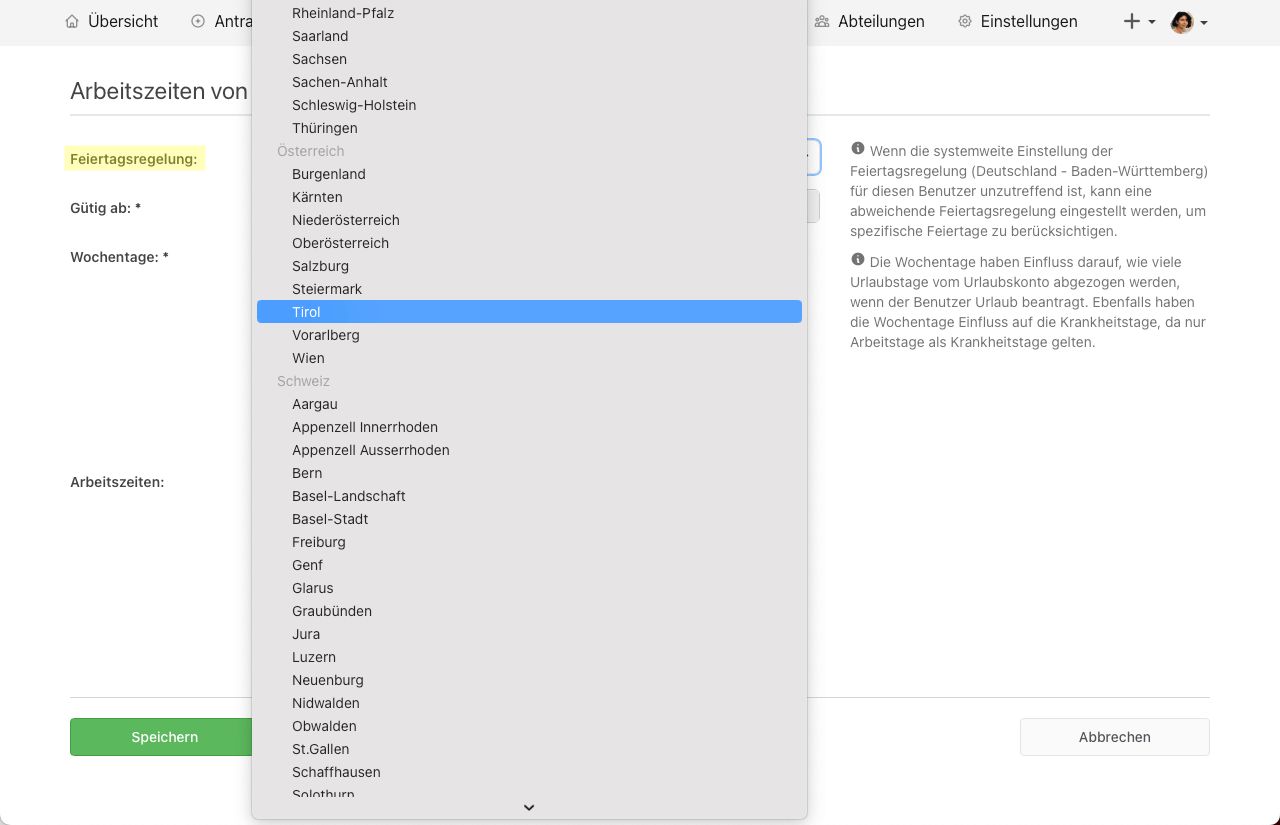 Übersicht
Antra
Abteilungen
Einstellungen
Arbeitszeiten von
Feiertagsregelung:
Gütig ab: *
Wochentage: *
Arbeitszeiten:
Rheinland-Pfalz
Saarland
Sachsen
Sachen-Anhalt
Schleswig-Holstein
Thüringen
Österreich
Burgenland
Kärnten
Niederösterreich
Oberösterreich
Salzburg
Steiermark
Tirol
Vorarlberg
Wien
Schweiz
Aargau
Appenzell Innerrhoden
Appenzell Ausserrhoden
Bern
Basel-Landschaft
Basel-Stadt
Freiburg
Genf
Glarus
Graubünden
Jura
Luzern
Neuenburg
Nidwalden
Obwalden
St.Gallen
Schaffhausen
Solothurn
Wenn die systemweite Einstellung der
Feiertagsregelung (Deutschland - Baden-Württemberg)
für diesen Benutzer unzutreffend ist, kann eine
abweichende Feiertagsregelung eingestellt werden, um
spezifische Feiertage zu berücksichtigen.
Die Wochentage haben Einfluss darauf, wie viele
Urlaubstage vom Urlaubskonto abgezogen werden,
wenn der Benutzer Urlaub beantragt. Ebenfalls haben
die Wochentage Einfluss auf die Krankheitstage, da nur
Arbeitstage als Krankheitstage gelten.
Speichern
Abbrechen